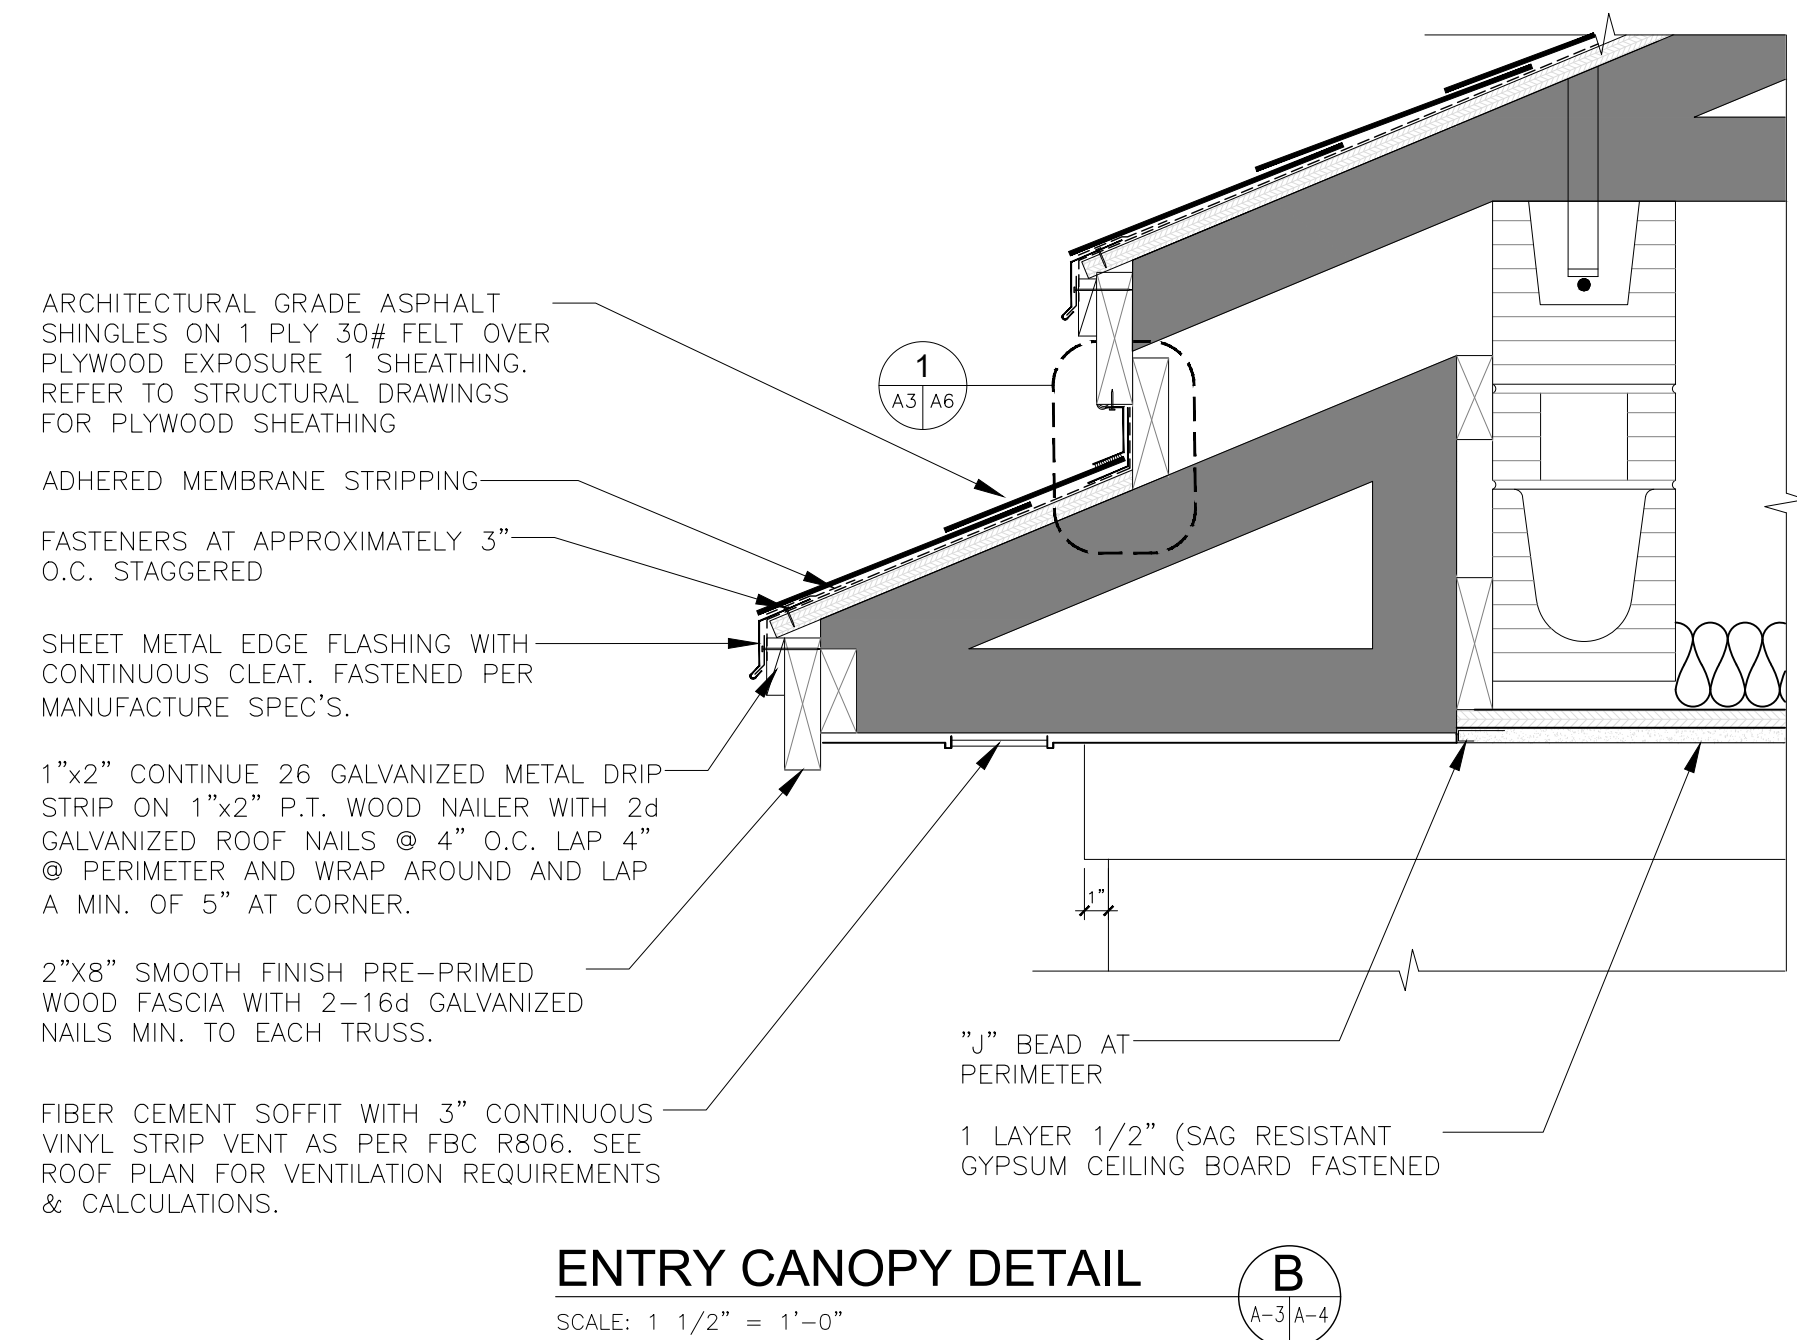 ARCHITECTURAL GRADE ASPHALT
SHINGLES ON 1 PLY 30# FELT OVER
PLYWOOD EXPOSURE 1 SHEATHING.
REFER TO STRUCTURAL DRAWINGS
FOR PLYWOOD SHEATHING
ADHERED MEMBRANE STRIPPING
FASTENERS AT APPROXIMATELY 3”
O.C. STAGGERED
SHEET METAL EDGE FLASHING WITH
CONTINUOUS CLEAT. FASTENED PER
MANUFACTURE SPEC’S.
1”x2” CONTINUE 26 GALVANIZED METAL DRIP
STRIP ON 1”x2” P.T. WOOD NAILER WITH 2d
GALVANIZED ROOF NAILS @ 4” O.C. LAP 4”
@ PERIMETER AND WRAP AROUND AND LAP
A MIN. OF 5” AT CORNER.
2”X8” SMOOTH FINISH PRE–PRIMED
WOOD FASCIA WITH 2–16d GALVANIZED
NAILS MIN. TO EACH TRUSS.
FIBER CEMENT SOFFIT WITH 3” CONTINUOUS
VINYL STRIP VENT AS PER FBC R806. SEE
ROOF PLAN FOR VENTILATION REQUIREMENTS
& CALCULATIONS.
1
A3 A6
1”
”J” BEAD AT
PERIMETER
1 LAYER 1/2” (SAG RESISTANT
GYPSUM CEILING BOARD FASTENED
ENTRY CANOPY DETAIL
SCALE: 1 1/2” = 1’–0”
B
A–3 A–4